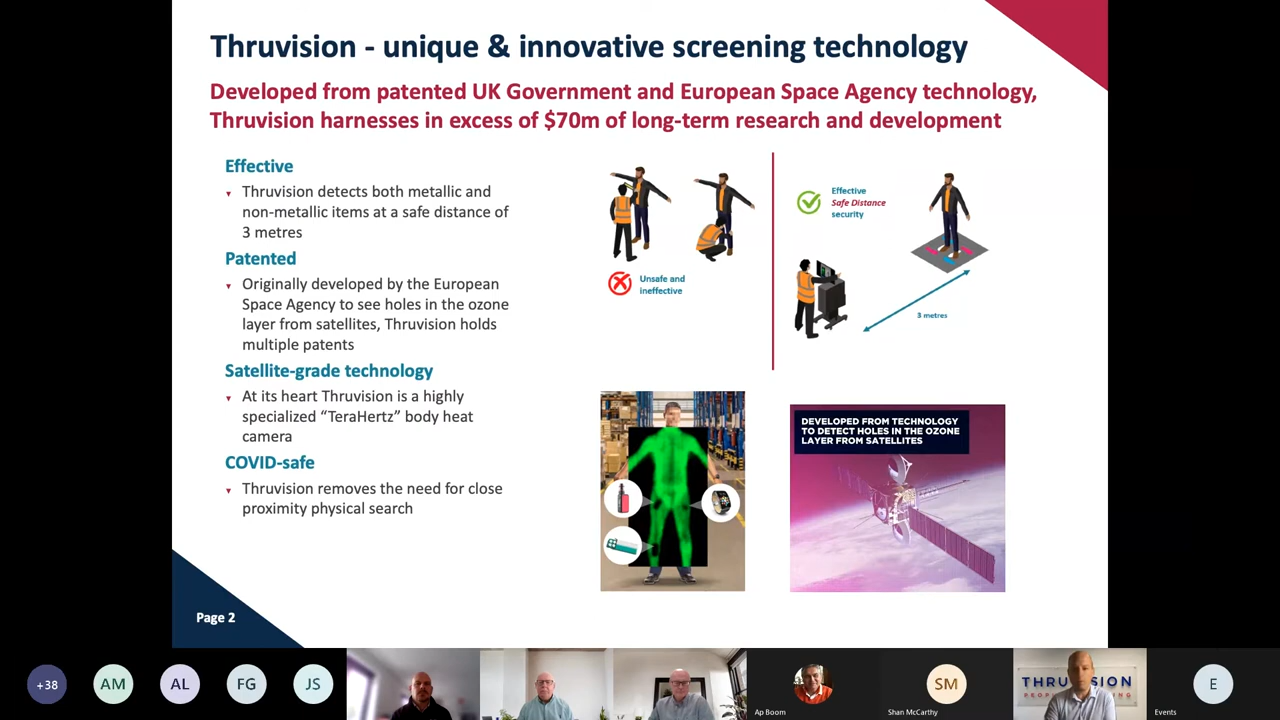 Thruvision - unique & innovative screening technology
Developed from patented UK Government and European Space Agency technology,
Thruvision harnesses in excess of $70m of long-term research and development
Effective
Thruvision detects both metallic and
non-metallic items at a safe distance of
3 metres
Patented
Originally developed by the European
Space Agency to see holes in the ozone
layer from satellites, Thruvision holds
multiple patents
Satellite-grade technology
At its heart Thruvision is a highly
specialized “TeraHertz” body heat
camera
COVID-safe
Thruvision removes the need for close
proximity physical search
Unsafe and
ineffective
Effective
Safe Distance
security
3 metres
DEVELOPED FROM TECHNOLOGY
TO DETECT HOLES IN THE OZONE
LAYER FROM SATELLITES
Page 2
+38
AM
AL
FG
JS
Ap Boom
SM
Shan McCarthy
E
Events